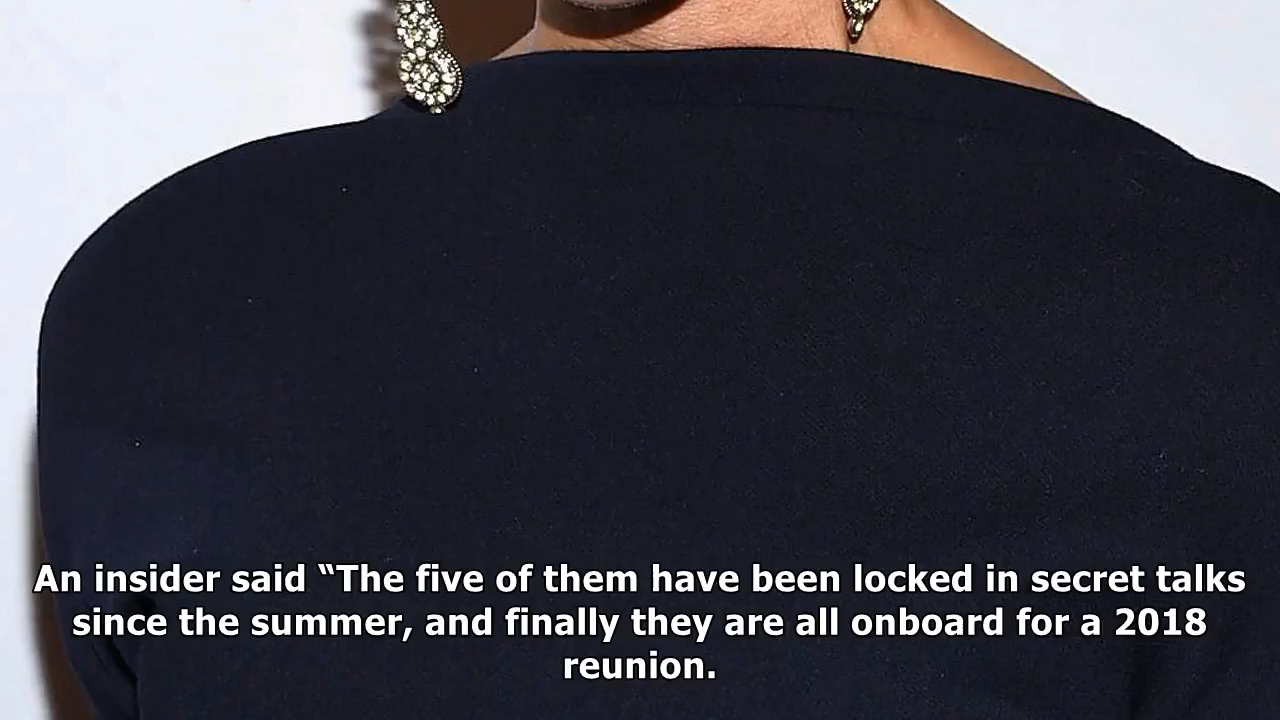 An insider said “The five of them have been locked in secret talks
since the summer, and finally they are all onboard for a 2018
reunion.